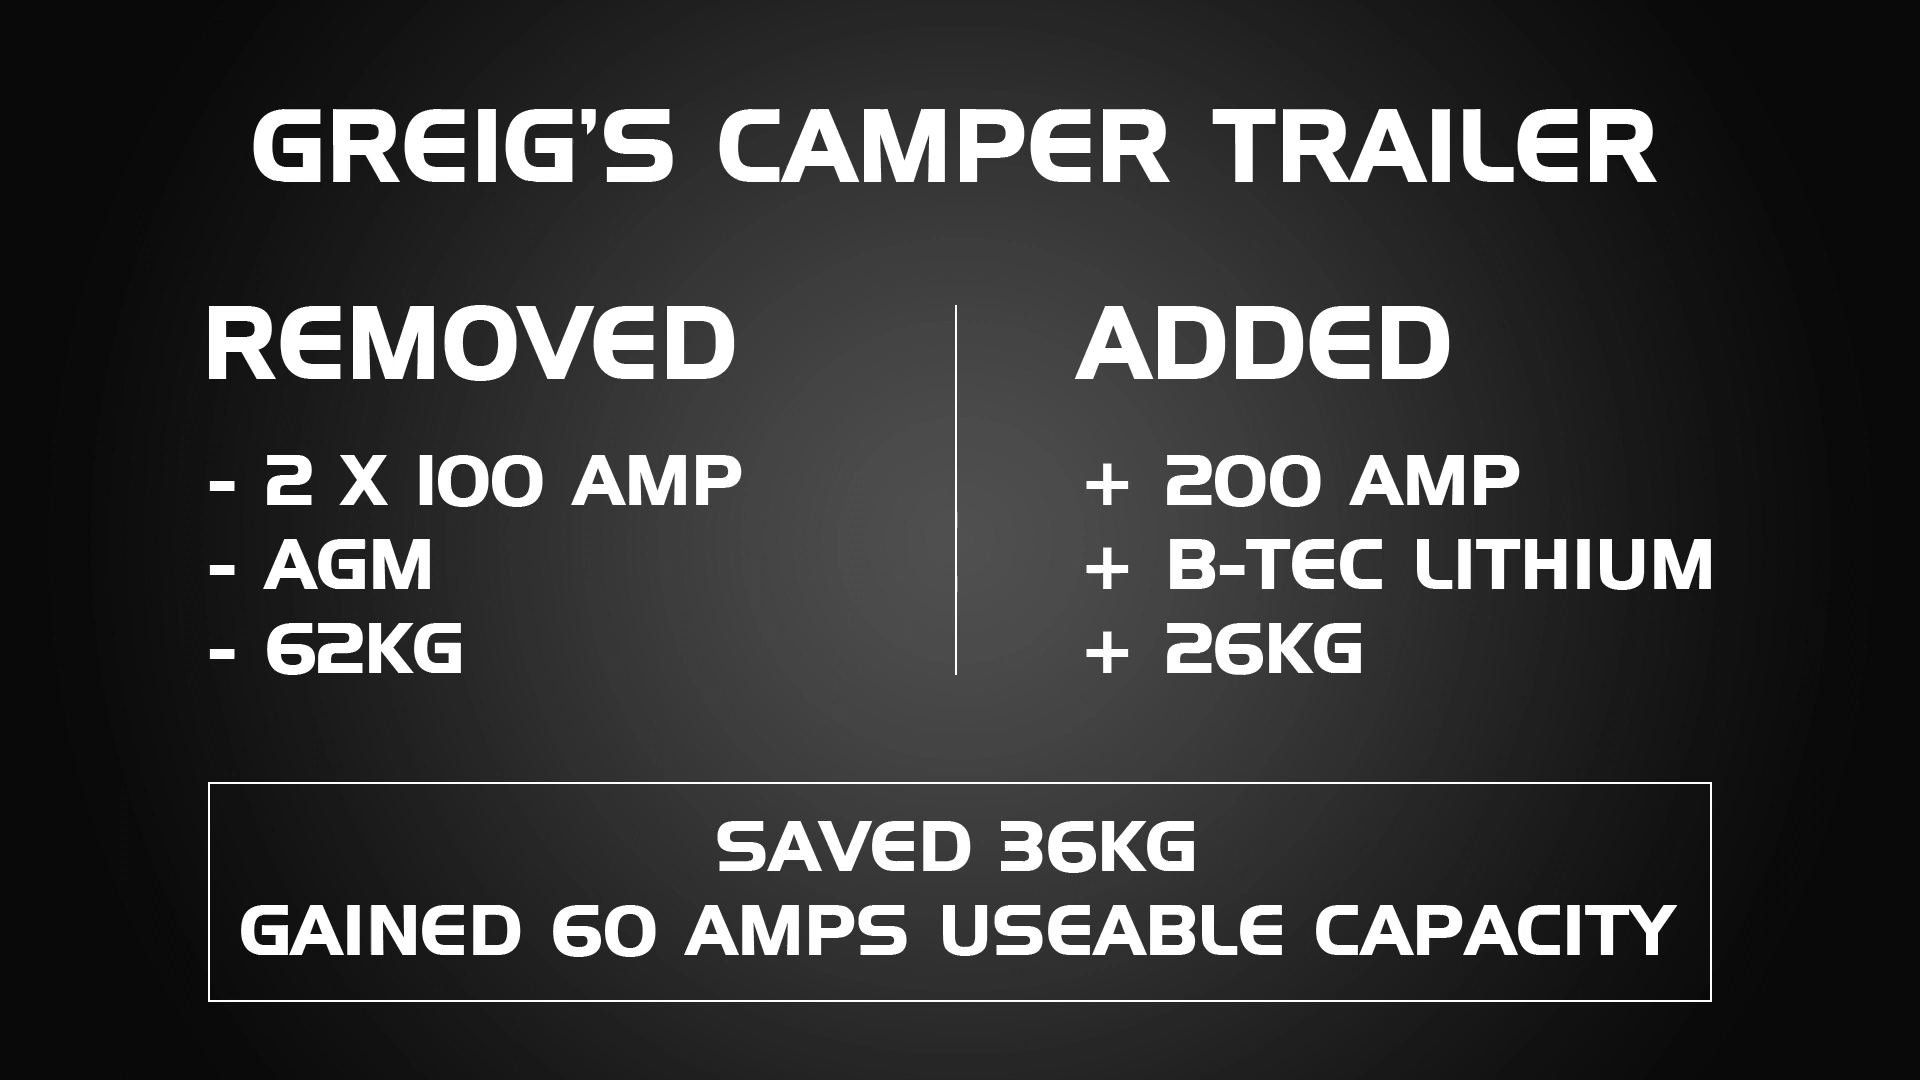 GREIG'S CAMPER TRAILER
REMOVED
- 2 X 100 AMP
- AGM
- 62KG
ADDED
+ 200 AMP
+ B-TEC LITHIUM
+ 26KG
SAVED 36KG
GAINED 60 AMPS USEABLE CAPACITY